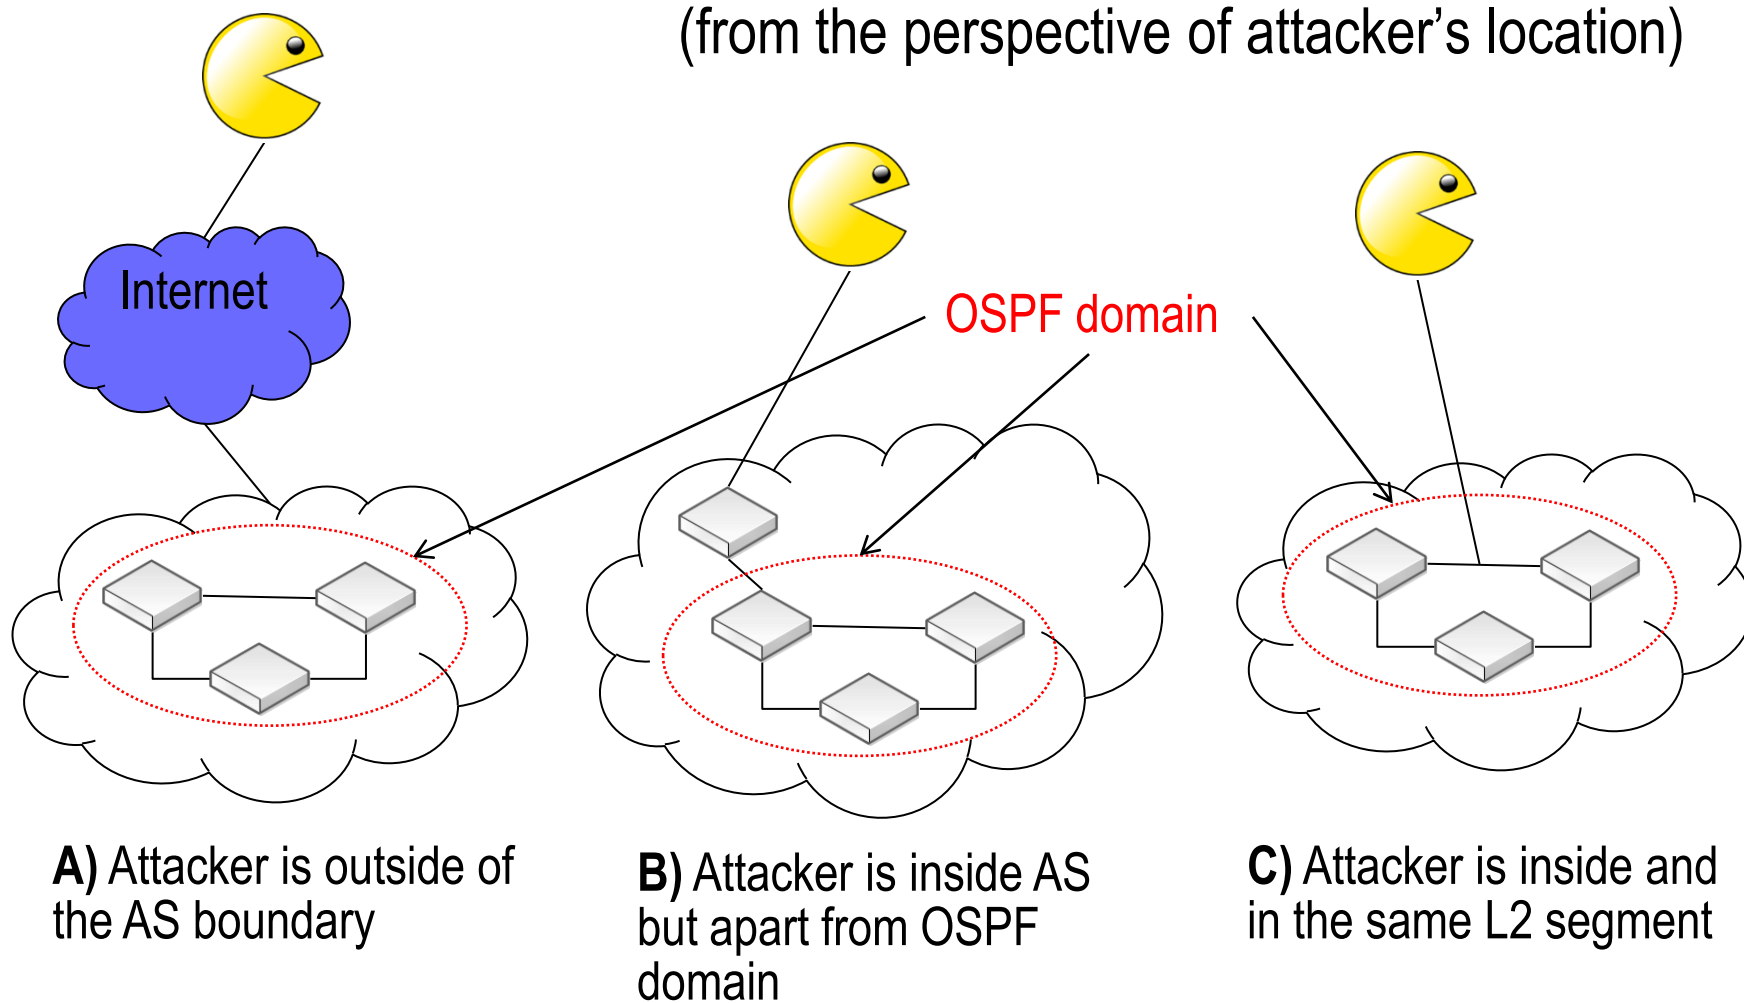 (from the perspective of attacker’s location)
Internet
OSPF domain
A) Attacker is outside of
the AS boundary
B) Attacker is inside AS
but apart from OSPF
domain
C) Attacker is inside and
in the same L2 segment